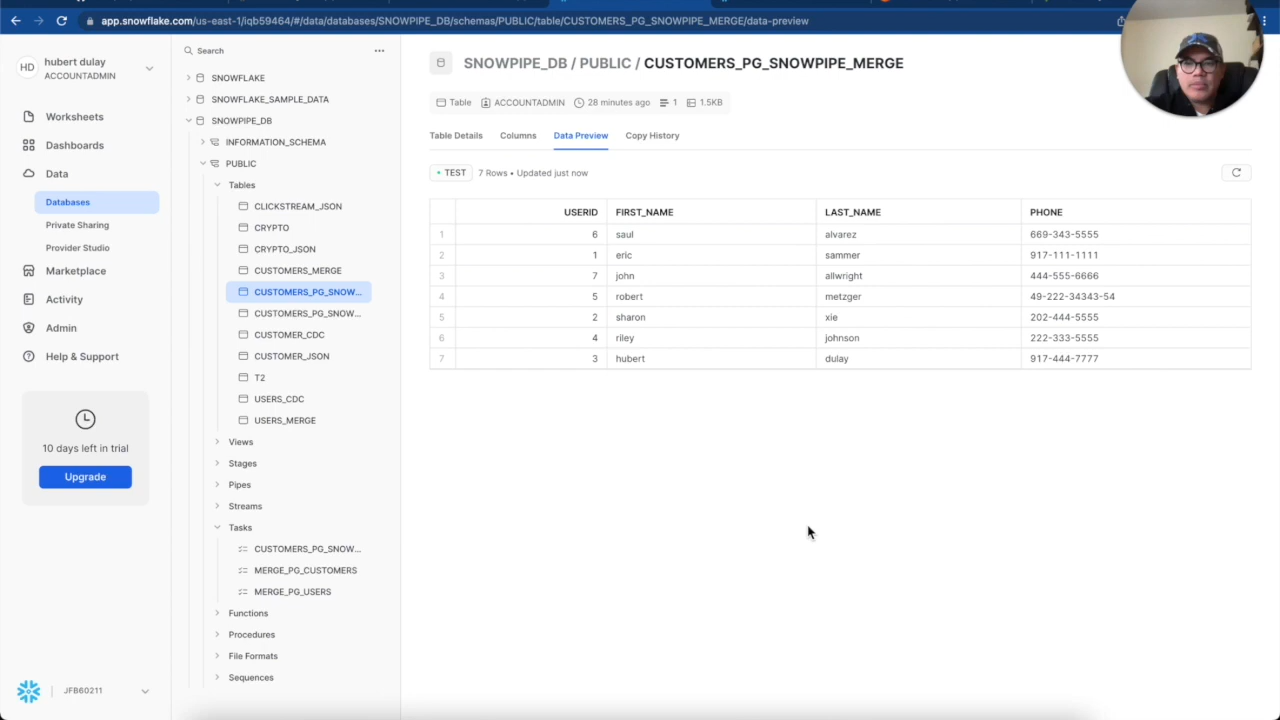 app.snowflake.com/us-east-1/iqb59464/#/data/databases/SNOWPIPE_DB/schemas/PUBLIC/table/CUSTOMERS_PG_SNOWPIPE_MERGE/data-preview
HD
hubert dulay
ACCOUNTADMIN
Worksheets
Dashboards
Data
Databases
Private Sharing
Provider Studio
Marketplace
Activity
Admin
Help & Support
10 days left in trial
Upgrade
JFB60211
Search
SNOWFLAKE
SNOWFLAKE_SAMPLE_DATA
SNOWPIPE_DB
INFORMATION_SCHEMA
PUBLIC
Tables
CLICKSTREAM_JSON
CRYPTO
CRYPTO_JSON
CUSTOMERS_MERGE
CUSTOMERS_PG_SNOW...
CUSTOMERS_PG_SNOW...
CUSTOMER_CDC
CUSTOMER_JSON
T2
USERS_CDC
USERS_MERGE
Views
Stages
Pipes
Streams
Tasks
CUSTOMERS_PG_SNOW...
MERGE_PG_CUSTOMERS
MERGE_PG_USERS
Functions
Procedures
File Formats
Sequences
SNOWPIPE_DB / PUBLIC / CUSTOMERS_PG_SNOWPIPE_MERGE
Table ACCOUNTADMIN 28 minutes ago 1 1.5KB
Table Details Columns Data Preview Copy History
TEST 7 Rows • Updated just now
USERID FIRST_NAME LAST_NAME PHONE
1 6 saul alvarez 669-343-5555
2 1 eric sammer 917-111-1111
3 7 john allwright 444-555-6666
4 5 robert metzger 49-222-34343-54
5 2 sharon xie 202-444-5555
6 4 riley johnson 222-333-5555
7 3 hubert dulay 917-444-7777